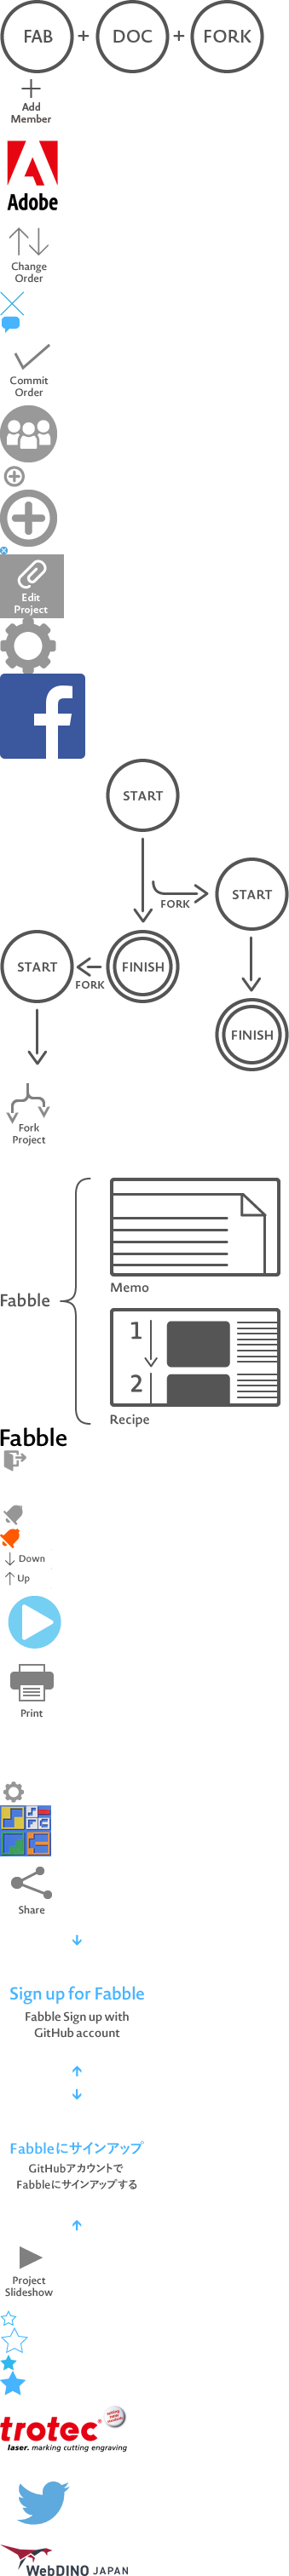 FAB + DOC + FORK
Add
Member
Adobe
Change
Order
Commit
Order
Edit
Project
START
START
FORK
START
FINISH
FORK
FINISH
Fork
Project
Memo
Fabble
1
2
Recipe
Fabble
Down
Up
Print
Share
Sign up for Fabble
Fabble Sign up with
GitHub account
Fabbleにサインアップ
GitHubアカウントで
Fabbleにサインアップする
Project
Slideshow
trotec
laser. marking cutting engraving
WebDINO JAPAN